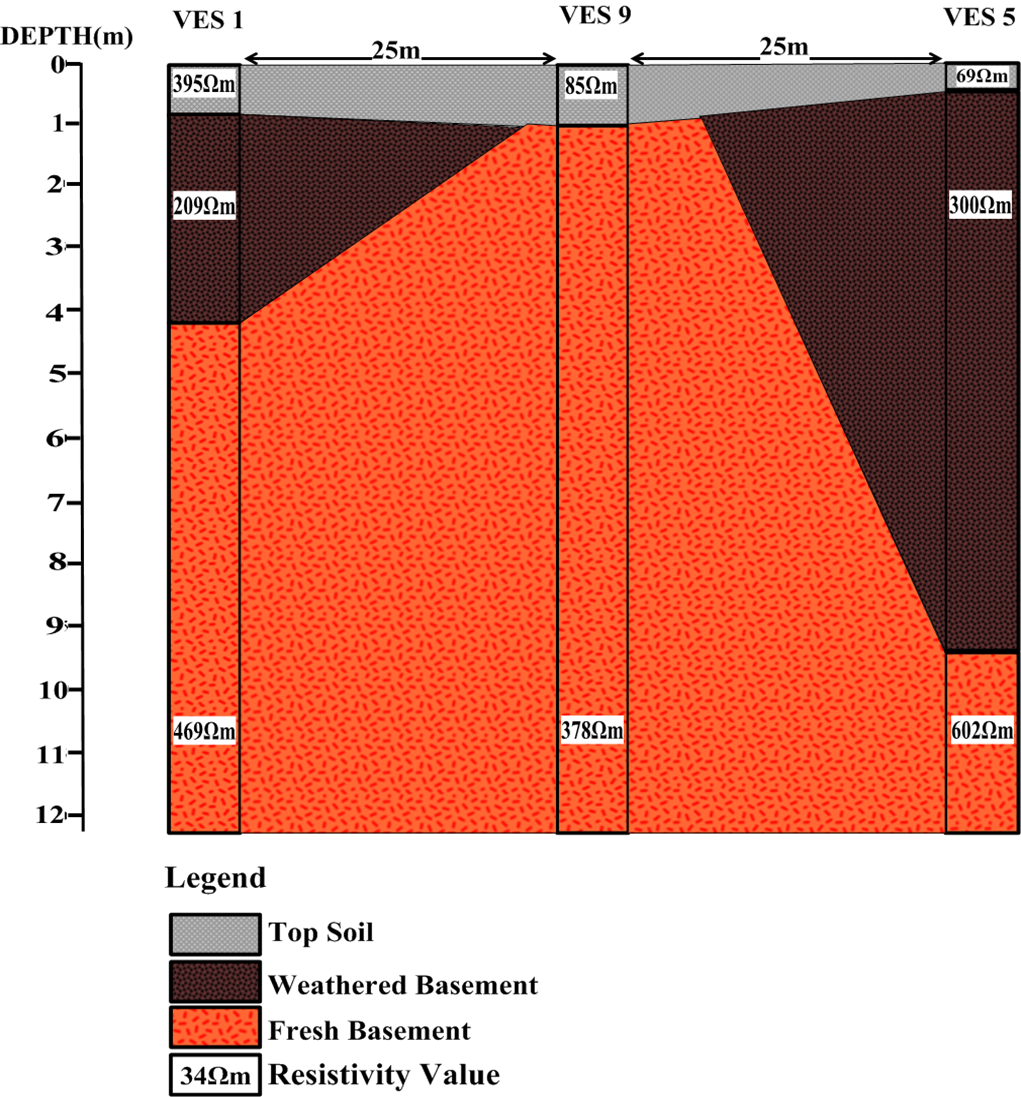 VES 1
VES 9
VES 5
DEPTH(m)
25m
25m
0
395Ωm
85Ωm
69Ωm
1
2
209Ωm
300Ωm
3
4
5
6
7
8
9
10
469Ωm
378Ωm
602Ωm
11
12
Legend
Top Soil
Weathered Basement
Fresh Basement
34Ωm Resistivity Value